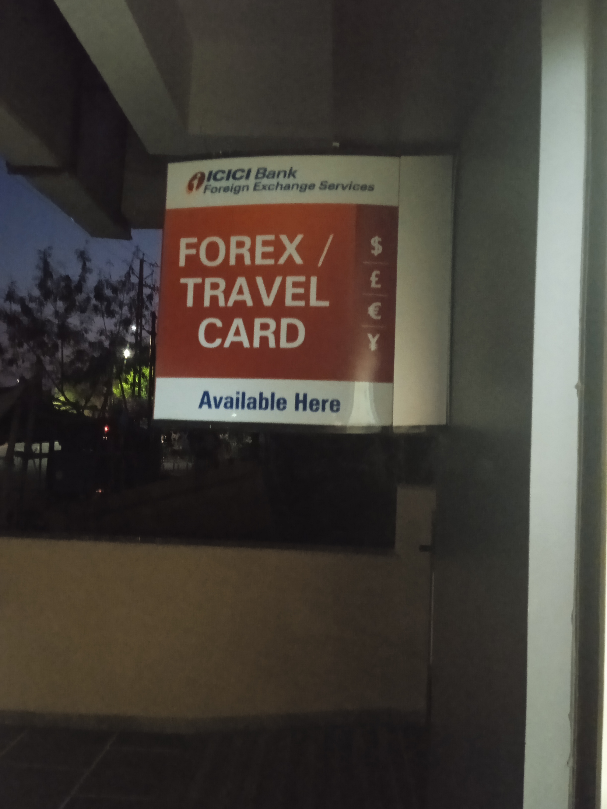 ICICI Bank
Foreign Exchange Services
FOREX /
TRAVEL
CARD
$
£
€
¥
Available Here